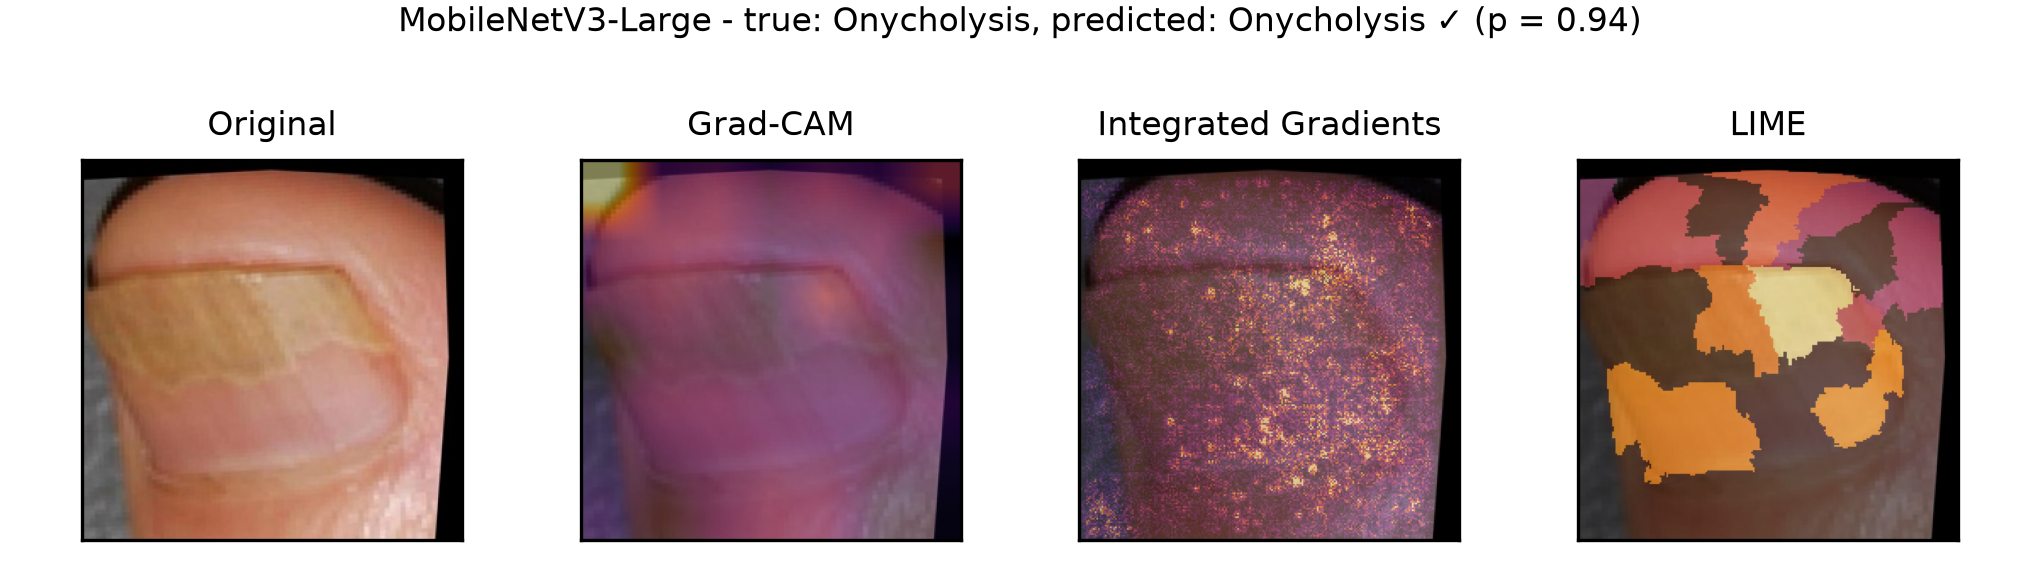 MobileNetV3-Large - true: Onycholysis, predicted: Onycholysis ✓ (p = 0.94)
Original
Grad-CAM
Integrated Gradients
LIME